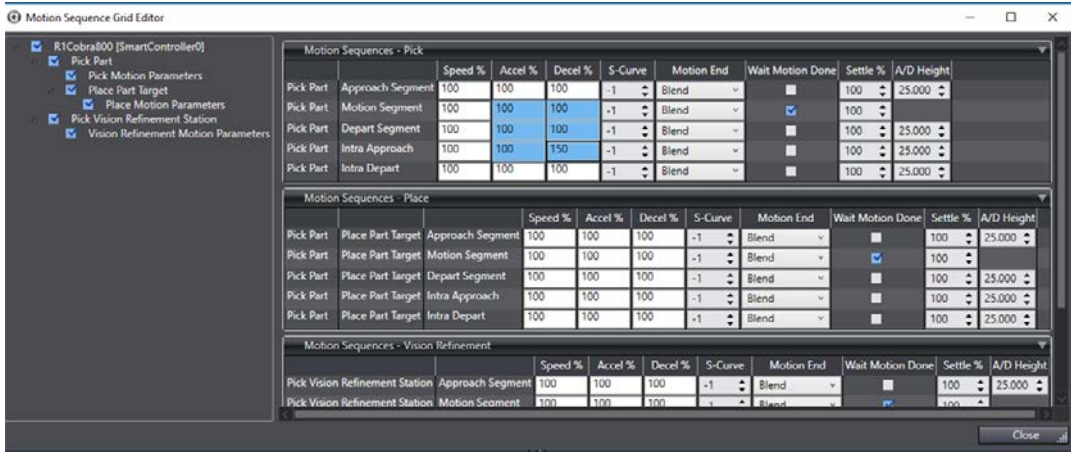 Motion Sequence Grid Editor
R1Cobra800 [SmartController0]
Pick Part
Pick Motion Parameters
Place Part Target
Place Motion Parameters
Pick Vision Refinement Station
Vision Refinement Motion Parameters
Motion Sequences - Pick
Speed % Accel % Decel % S-Curve Motion End Wait Motion Done Settle % A/D Height
Pick Part Approach Segment 100 100 100 -1 Blend 100 25.000
Pick Part Motion Segment 100 100 100 -1 Blend 100
Pick Part Depart Segment 100 100 100 -1 Blend 100 25.000
Pick Part Intra Approach 100 100 150 -1 Blend 100 25.000
Pick Part Intra Depart 100 100 100 -1 Blend 100 25.000
Motion Sequences - Place
Speed % Accel % Decel % S-Curve Motion End Wait Motion Done Settle % A/D Height
Pick Part Place Part Target Approach Segment 100 100 100 -1 Blend 100 25.000
Pick Part Place Part Target Motion Segment 100 100 100 -1 Blend 100
Pick Part Place Part Target Depart Segment 100 100 100 -1 Blend 100 25.000
Pick Part Place Part Target Intra Approach 100 100 100 -1 Blend 100 25.000
Pick Part Place Part Target Intra Depart 100 100 100 -1 Blend 100 25.000
Motion Sequences - Vision Refinement
Speed % Accel % Decel % S-Curve Motion End Wait Motion Done Settle % A/D Height
Pick Vision Refinement Station Approach Segment 100 100 100 -1 Blend 100 25.000
Pick Vision Refinement Station Motion Segment 100 100 100 -1 Blend 100
Close